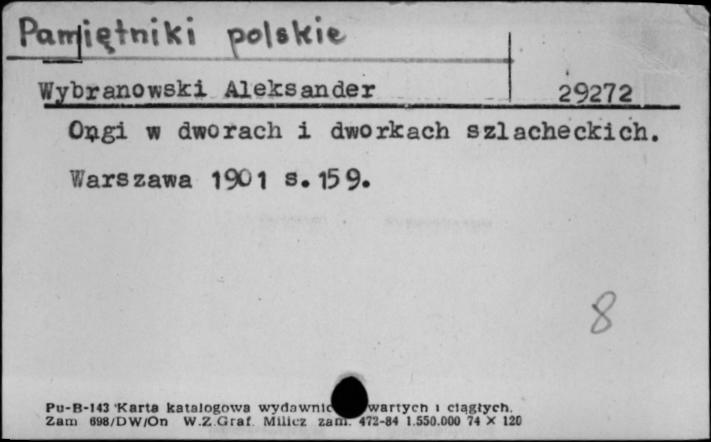 Pamiętniki polskie
Wybranowski Aleksander 29272
Ongi w dworach i dworkach szlacheckich.
Warszawa 1901 s. 159.
8
Pu-B-143 Karta katalogowa wydawnic wartych i ciągłych.
Zam 698/DW/On W.Z.Graf. Milicz zam. 472-84 1.550.000 74 X 120